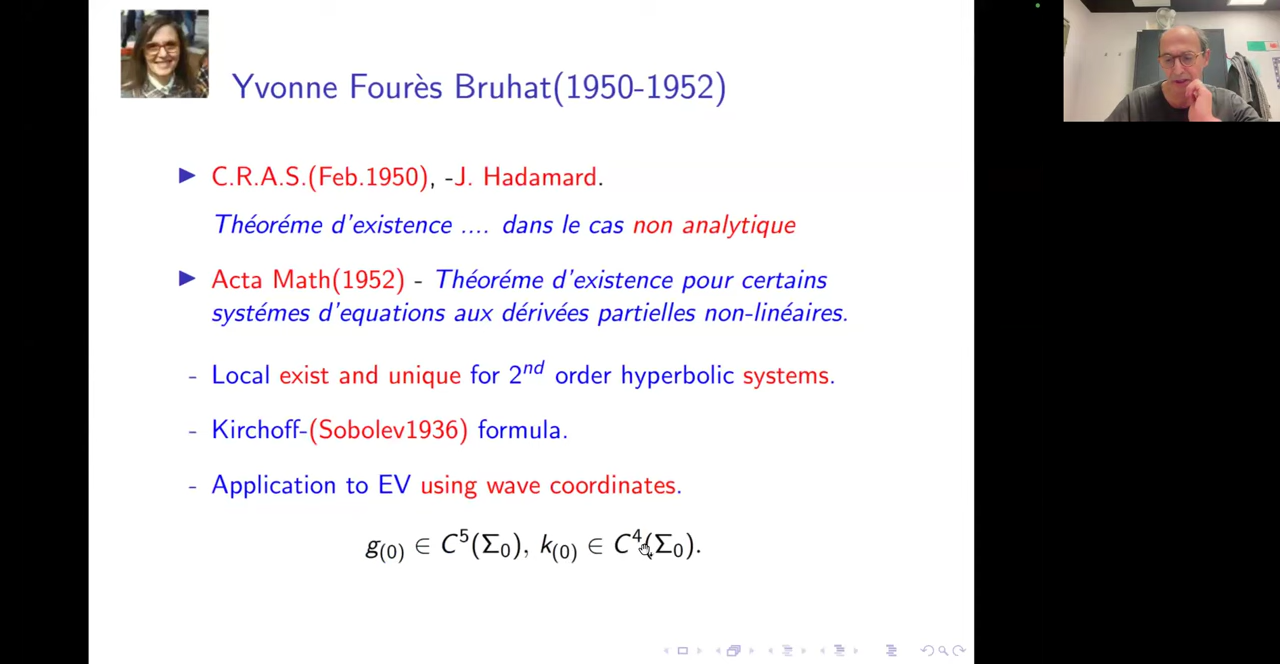 Yvonne Fourès Bruhat(1950-1952)
C.R.A.S.(Feb.1950), -J. Hadamard.
Théoréme d'existence .... dans le cas non analytique
Acta Math(1952) - Théoréme d'existence pour certains
systémes d'equations aux dérivées partielles non-linéaires.
- Local exist and unique for 2nd order hyperbolic systems.
- Kirchoff-(Sobolev1936) formula.
- Application to EV using wave coordinates.
g(0) ∈ C⁵(Σ₀), k(0) ∈ C⁴(Σ₀).